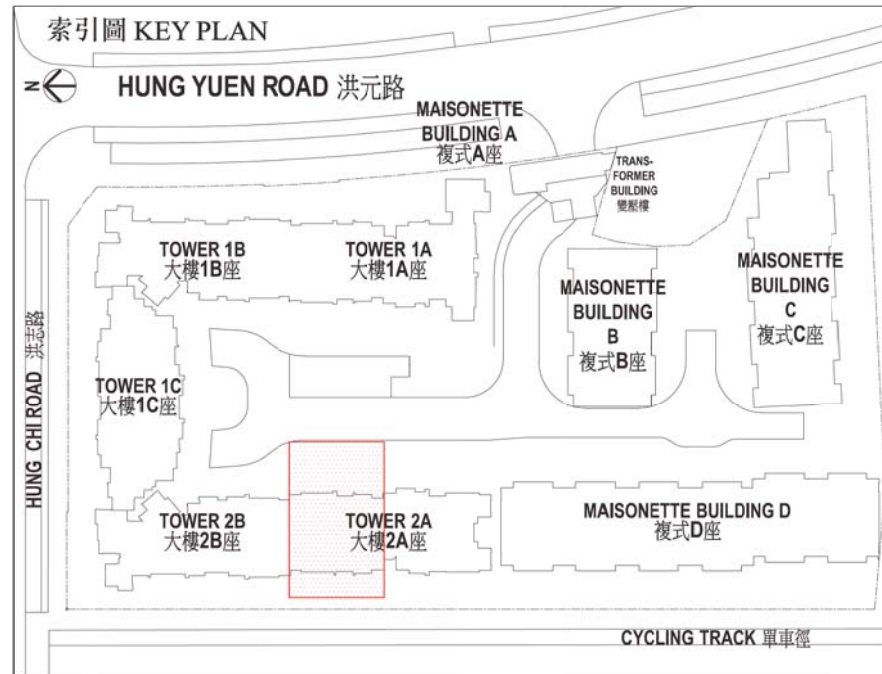 索引圖 KEY PLAN
N
HUNG YUEN ROAD 洪元路
MAISONETTE
BUILDING A
複式A座
TRANS-
FORMER
BUILDING
變壓樓
TOWER 1B
大樓1B座
TOWER 1A
大樓1A座
MAISONETTE
BUILDING
B
複式B座
MAISONETTE
BUILDING
C
複式C座
HUNG CHI ROAD 洪志路
TOWER 1C
大樓1C座
TOWER 2B
大樓2B座
TOWER 2A
大樓2A座
MAISONETTE BUILDING D
複式D座
CYCLING TRACK 單車徑